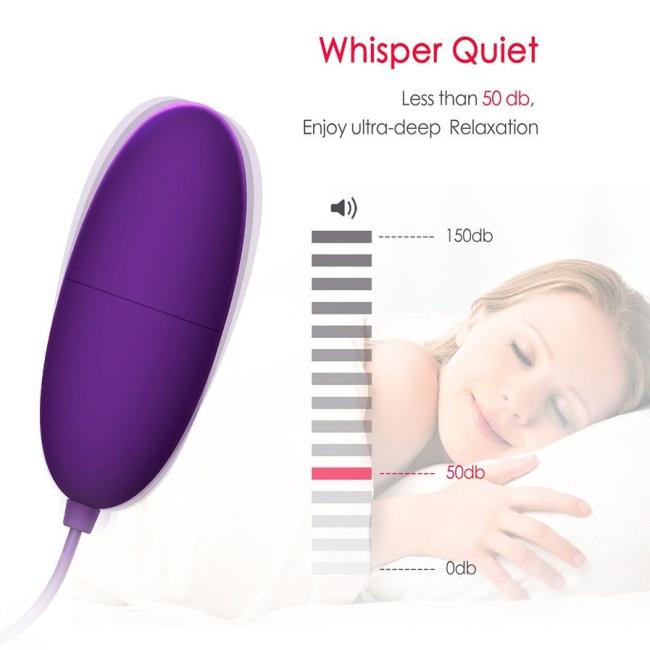 Whisper Quiet
Less than 50 db,
Enjoy ultra-deep Relaxation
150db
50db
0db